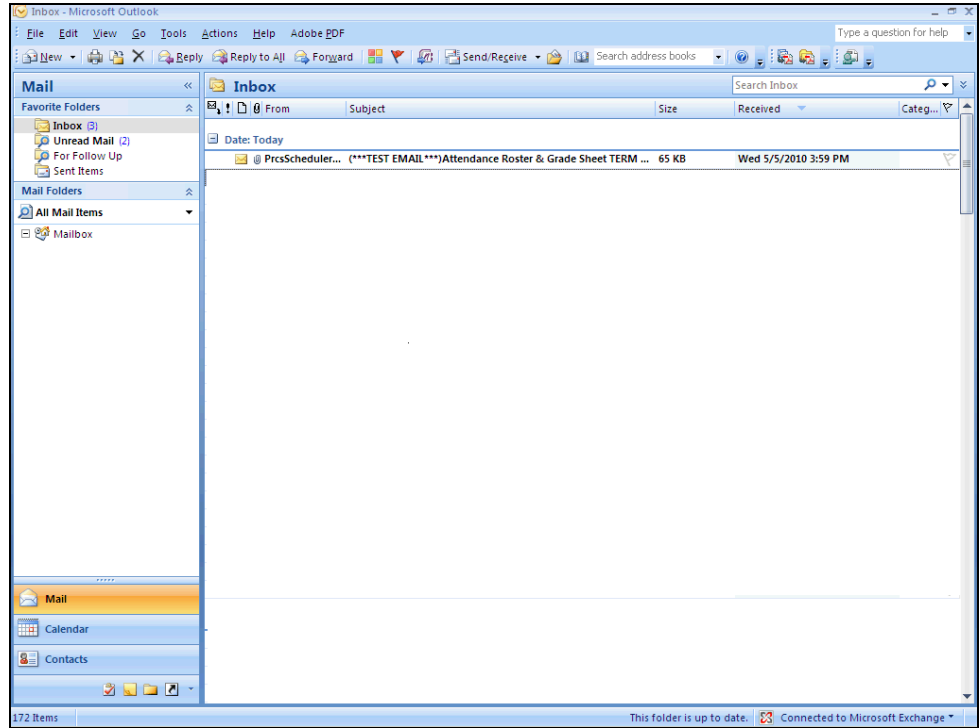 Inbox - Microsoft Outlook
File Edit View Go Tools Actions Help Adobe PDF Type a question for help
New Reply Reply to All Forward Send/Receive Search address books
Mail « Inbox Search Inbox
Favorite Folders From Subject Size Received Categ...
Inbox (3)
Date: Today
Unread Mail (2)
For Follow Up PrcsScheduler... (***TEST EMAIL***)Attendance Roster & Grade Sheet TERM ... 65 KB Wed 5/5/2010 3:59 PM
Sent Items
Mail Folders
All Mail Items
Mailbox
Mail
Calendar
Contacts
172 Items This folder is up to date. Connected to Microsoft Exchange